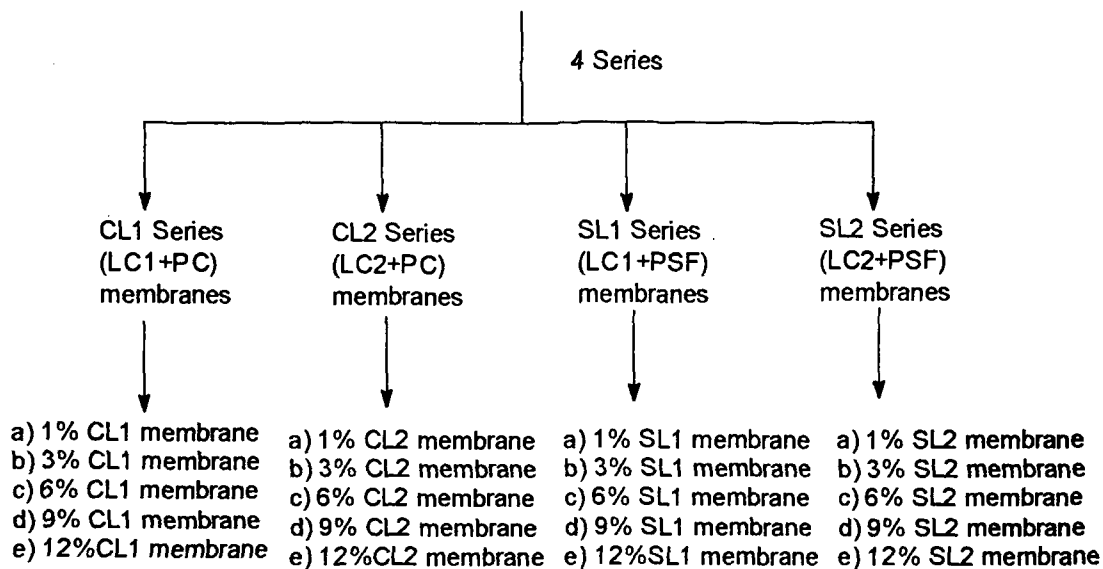 4 Series
CL1 Series
(LC1+PC)
membranes
CL2 Series
(LC2+PC)
membranes
SL1 Series
(LC1+PSF)
membranes
SL2 Series
(LC2+PSF)
membranes
a) 1% CL1 membrane
b) 3% CL1 membrane
c) 6% CL1 membrane
d) 9% CL1 membrane
e) 12%CL1 membrane
a) 1% CL2 membrane
b) 3% CL2 membrane
c) 6% CL2 membrane
d) 9% CL2 membrane
e) 12%CL2 membrane
a) 1% SL1 membrane
b) 3% SL1 membrane
c) 6% SL1 membrane
d) 9% SL1 membrane
e) 12%SL1 membrane
a) 1% SL2 membrane
b) 3% SL2 membrane
c) 6% SL2 membrane
d) 9% SL2 membrane
e) 12% SL2 membrane